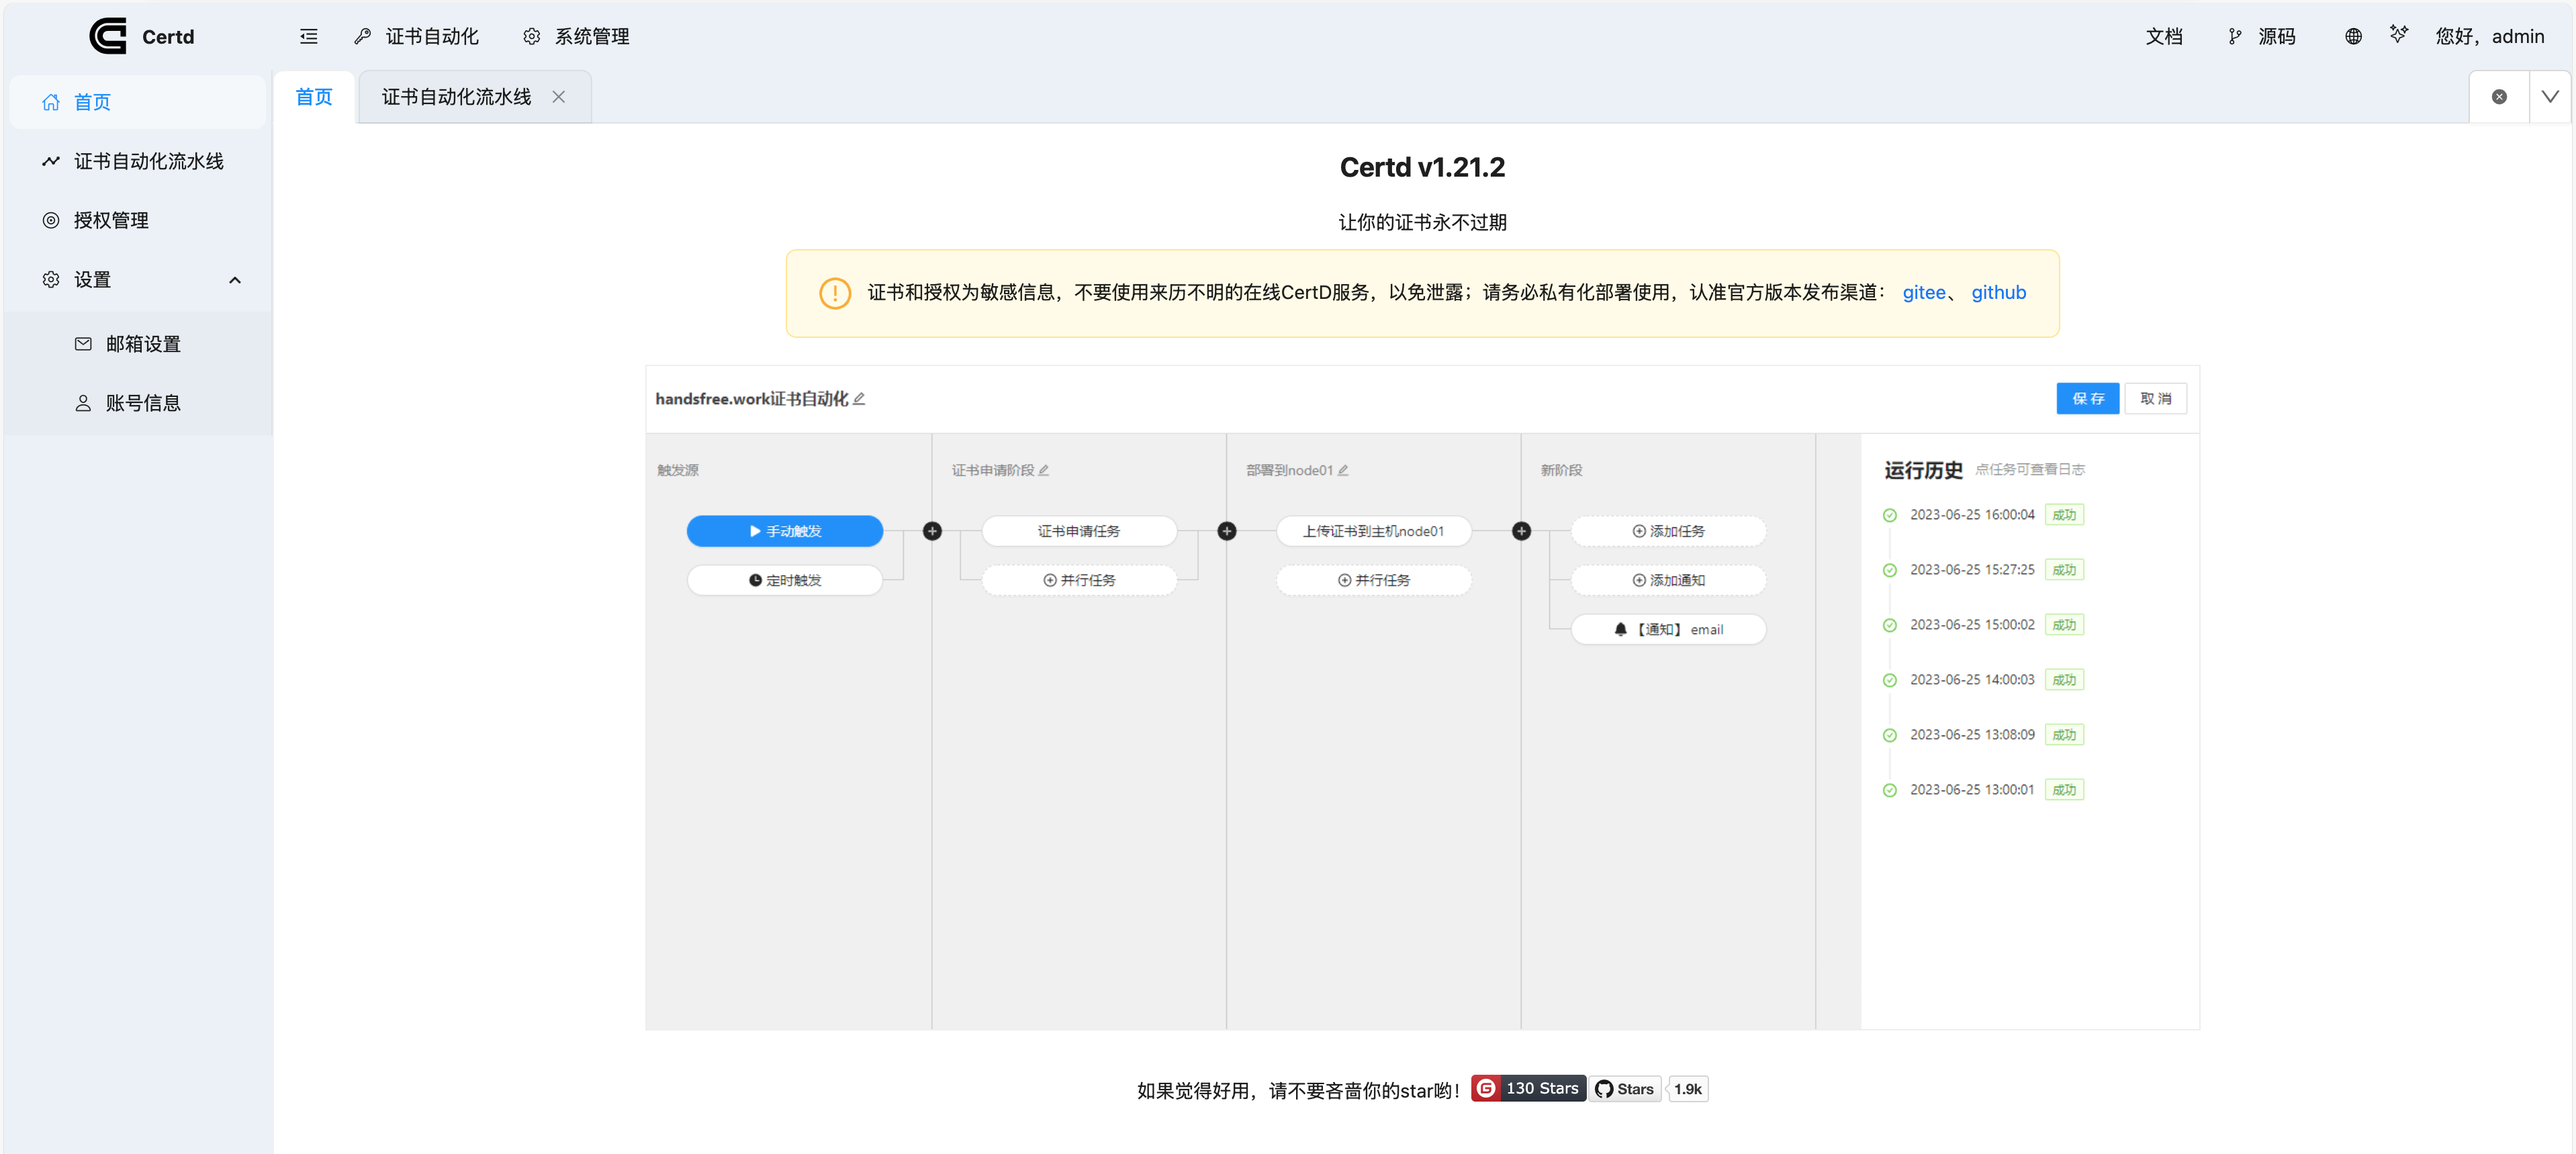 Certd
证书自动化
系统管理
文档
源码
您好，admin
首页
证书自动化流水线
授权管理
设置
邮箱设置
账号信息
首页
证书自动化流水线
Certd v1.21.2
让你的证书永不过期
证书和授权为敏感信息，不要使用来历不明的在线CertD服务，以免泄露；请务必私有化部署使用，认准官方版本发布渠道： gitee、 github
handsfree.work证书自动化
保存
取消
触发源
证书申请阶段
部署到node01
新阶段
手动触发
证书申请任务
上传证书到主机node01
添加任务
定时触发
并行任务
并行任务
添加通知
【通知】 email
运行历史 点任务可查看日志
2023-06-25 16:00:04 成功
2023-06-25 15:27:25 成功
2023-06-25 15:00:02 成功
2023-06-25 14:00:03 成功
2023-06-25 13:08:09 成功
2023-06-25 13:00:01 成功
如果觉得好用，请不要吝啬你的star哟！ G 130 Stars Stars 1.9k